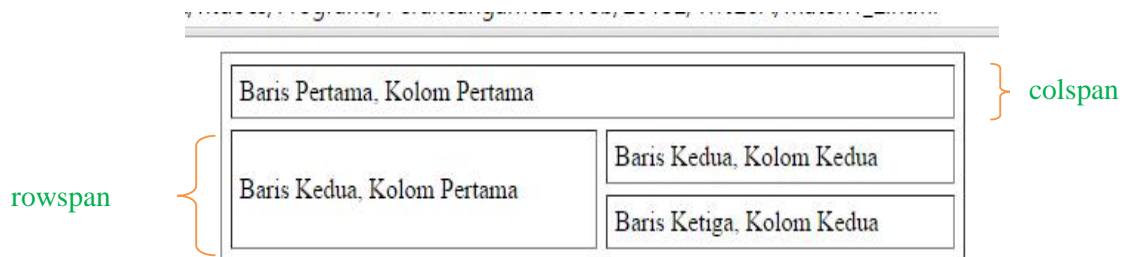 Baris Pertama, Kolom Pertama
colspan
Baris Kedua, Kolom Pertama
Baris Kedua, Kolom Kedua
rowspan
Baris Ketiga, Kolom Kedua